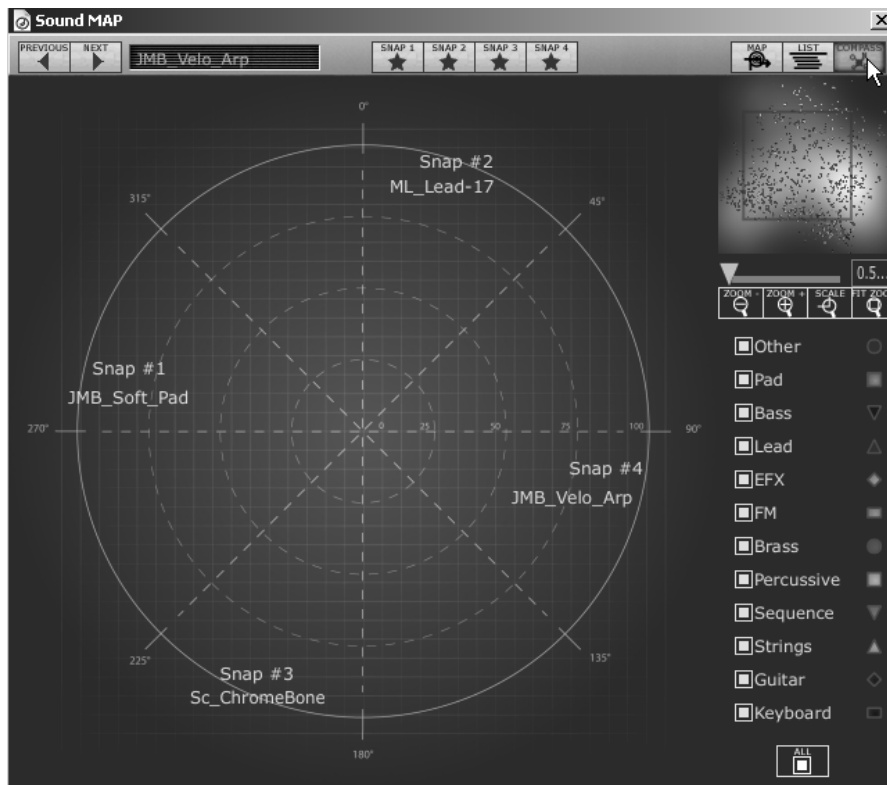 Sound MAP
PREVIOUS
NEXT
JMB_Velo_Arp
SNAP 1
SNAP 2
SNAP 3
SNAP 4
MAP
LIST
COMPASS
0°
45°
90°
135°
180°
225°
270°
315°
Snap #2
ML_Lead-17
Snap #1
JMB_Soft_Pad
0 25 50 75 100
Snap #4
JMB_Velo_Arp
Snap #3
Sc_ChromeBone
0.5...
ZOOM -
ZOOM +
SCALE
FIT ZOO
Other
Pad
Bass
Lead
EFX
FM
Brass
Percussive
Sequence
Strings
Guitar
Keyboard
ALL